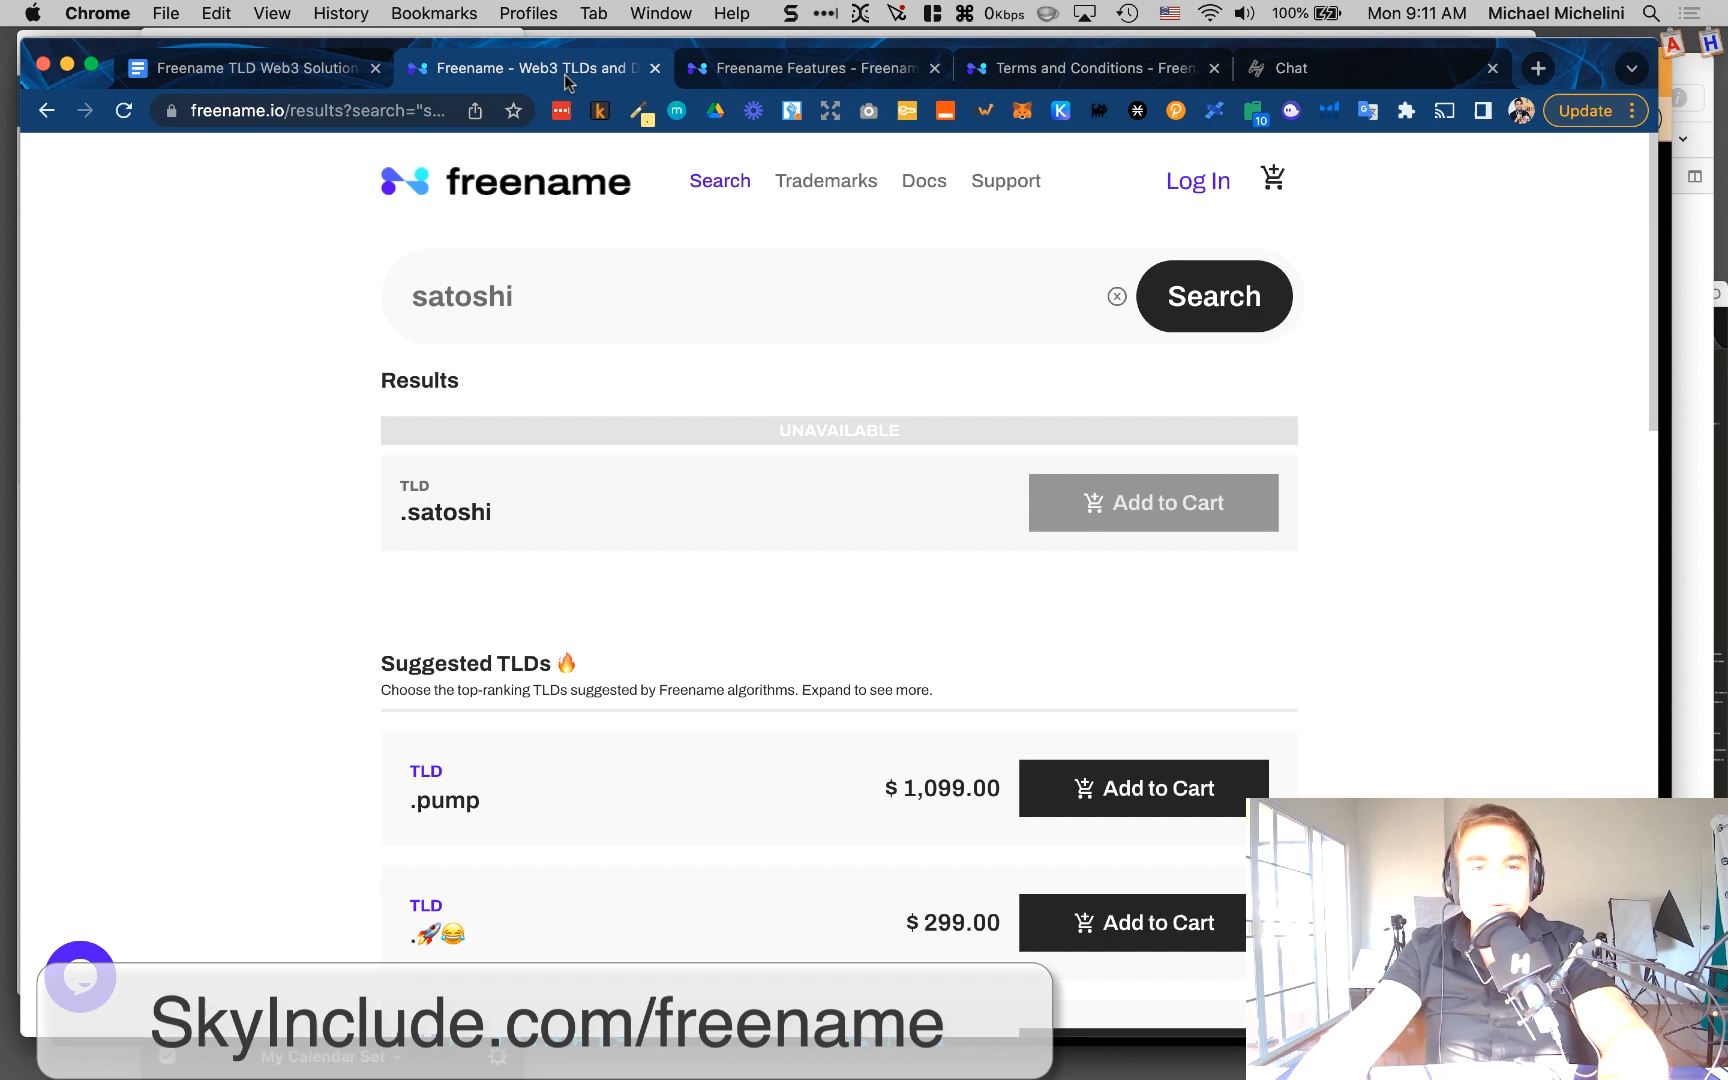 Chrome File Edit View History Bookmarks Profiles Tab Window Help 0Kbps 100% Mon 9:11 AM Michael Michelini
Freename TLD Web3 Solution Freename - Web3 TLDs and D Freename Features - Freenam Terms and Conditions - Freen Chat
freename.io/results?search="s... 10 Update
freename Search Trademarks Docs Support Log In
satoshi Search
Results
UNAVAILABLE
TLD
.satoshi Add to Cart
Suggested TLDs 🔥
Choose the top-ranking TLDs suggested by Freename algorithms. Expand to see more.
TLD
.pump $ 1,099.00 Add to Cart
TLD
.🚀😂 $ 299.00 Add to Cart
SkyInclude.com/freename
My Calendar Set